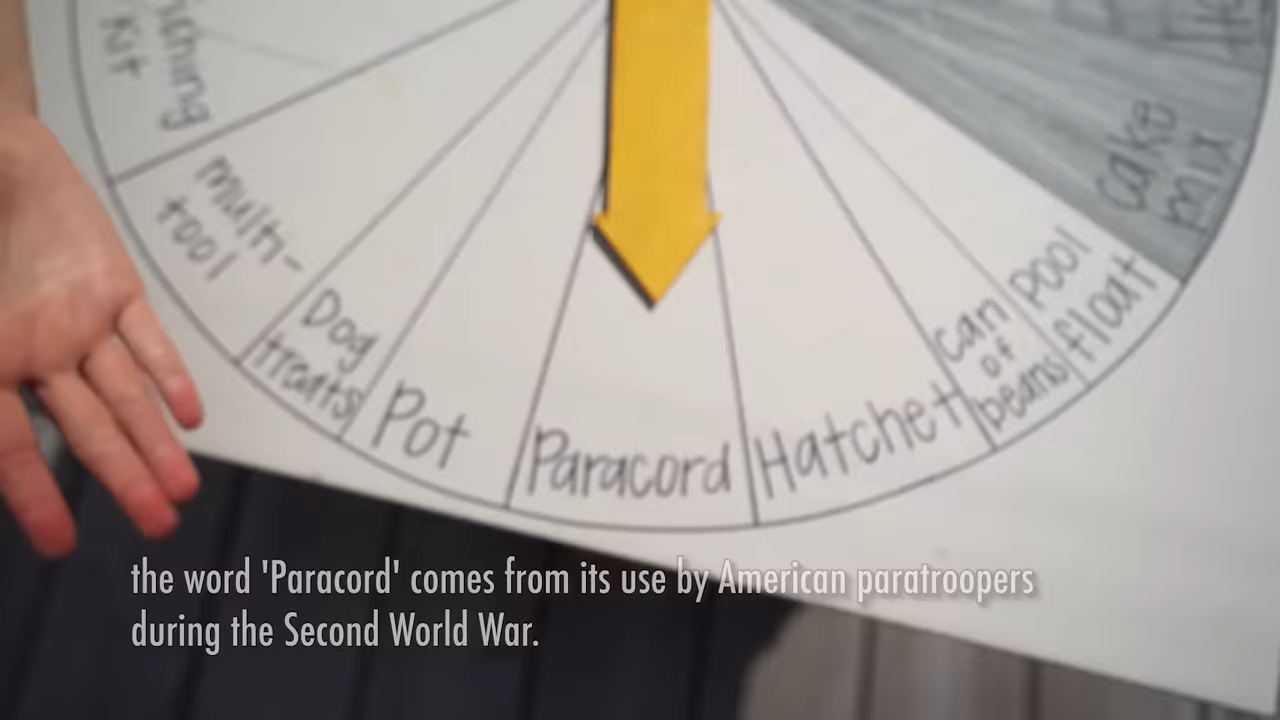 Kit
multi-
tool
Dog
treats
Pot
Paracord
Hatchet
can
of
beans
pool
float
cake
mix
the word 'Paracord' comes from its use by American paratroopers
during the Second World War.